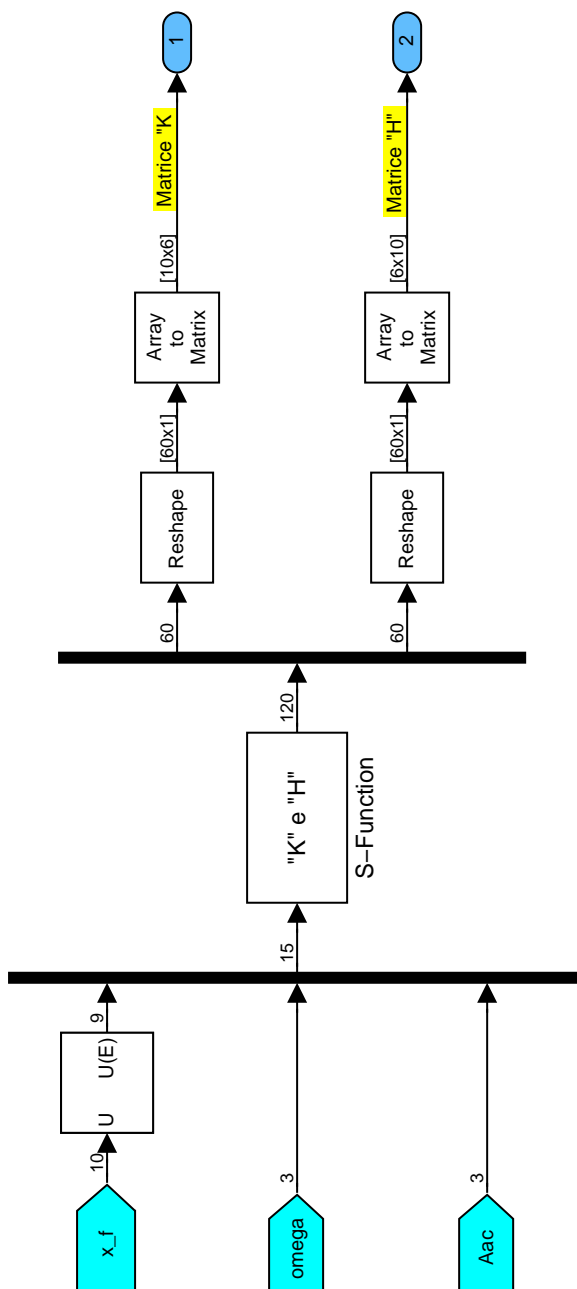 x_f
10
U
U(E)
9
omega
3
Aac
3
15
"K" e "H"
S−Function
120
60
Reshape
[60x1]
Array
to
Matrix
[10x6]
Matrice "K
1
60
Reshape
[60x1]
Array
to
Matrix
[6x10]
Matrice "H"
2